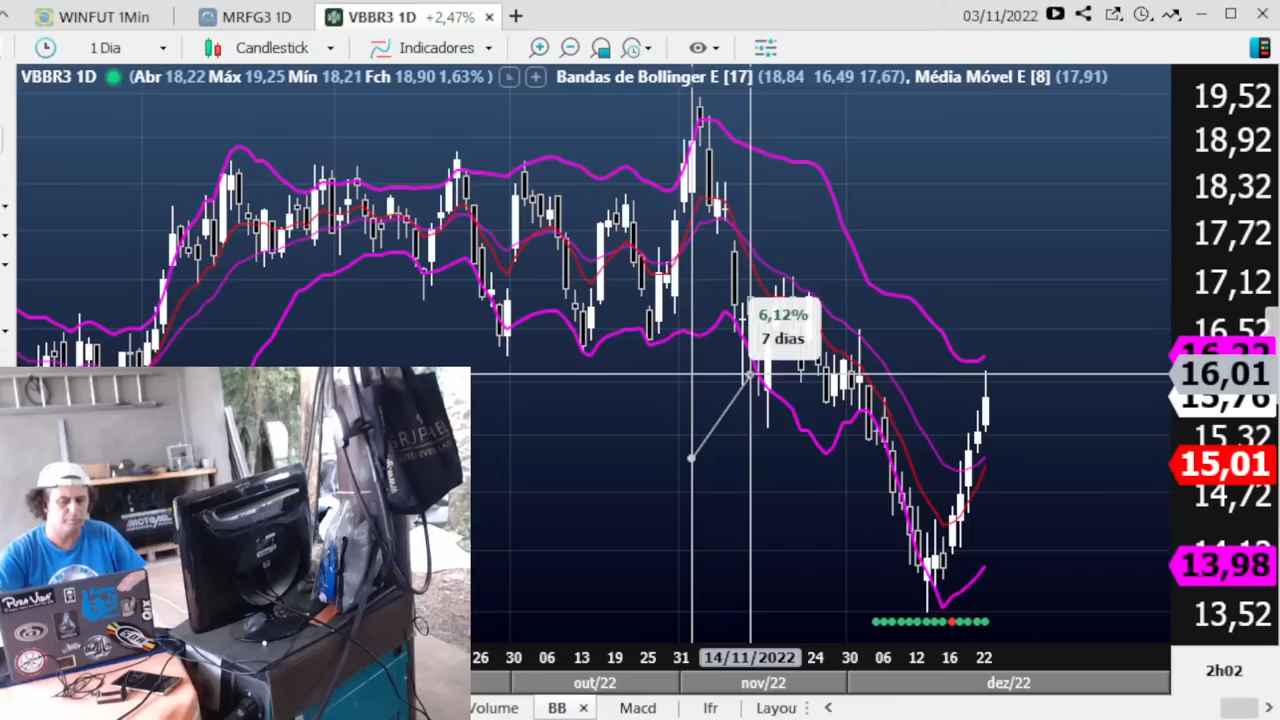 WINFUT 1Min
MRFG3 1D
VBBR3 1D +2,47% ×
03/11/2022
1 Dia
Candlestick
Indicadores
VBBR3 1D (Abr 18,22 Máx 19,25 Mín 18,21 Fch 18,90 1,63%)
Bandas de Bollinger E [17] (18,84 16,49 17,67), Média Móvel E [8] (17,91)
19,52
18,92
18,32
17,72
17,12
16,52
16,01
15,76
15,32
15,01
14,72
13,98
13,52
6,12%
7 dias
26 30 06 13 19 25 31 14/11/2022 24 30 06 12 16 22
out/22 nov/22 dez/22
2h02
Volume BB × Macd Ifr Layou
PURA VIDA